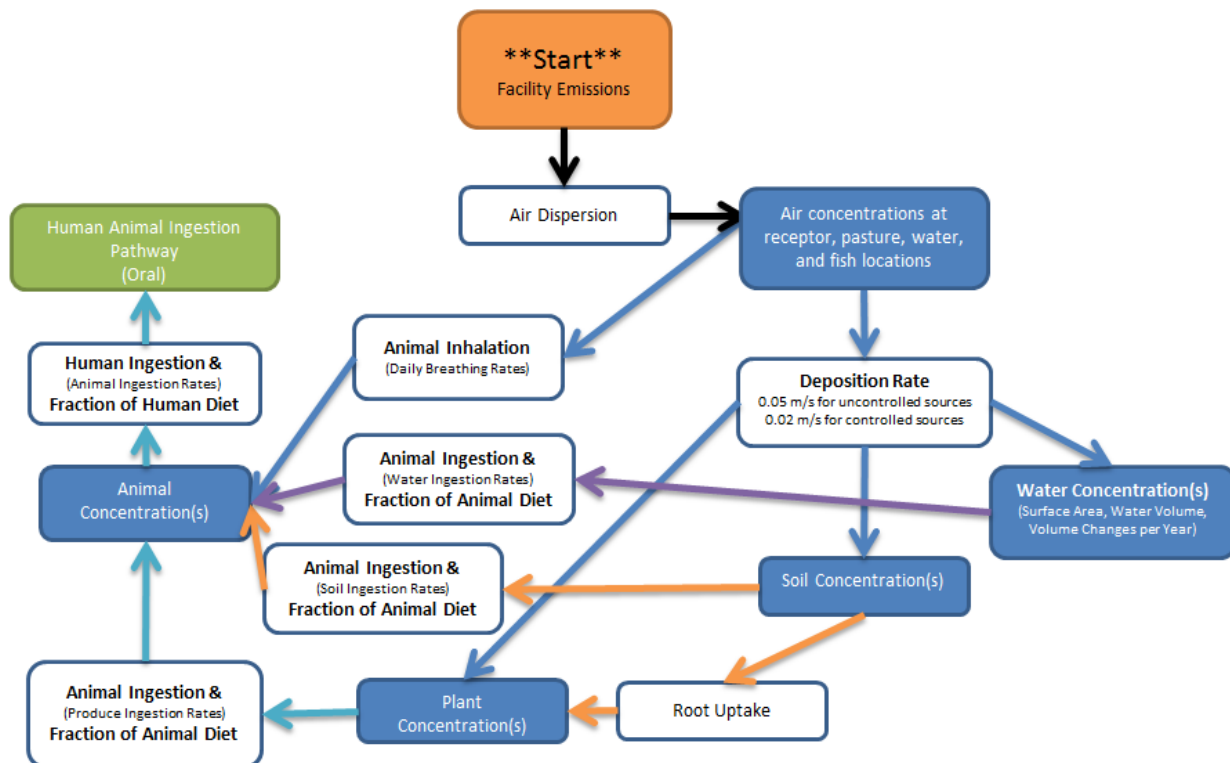 **Start**
Facility Emissions
Air Dispersion
Air concentrations at
receptor, pasture, water,
and fish locations
Human Animal Ingestion
Pathway
(Oral)
Human Ingestion &
(Animal Ingestion Rates)
Fraction of Human Diet
Animal Inhalation
(Daily Breathing Rates)
Deposition Rate
0.05 m/s for uncontrolled sources
0.02 m/s for controlled sources
Animal
Concentration(s)
Animal Ingestion &
(Water Ingestion Rates)
Fraction of Animal Diet
Water Concentration(s)
(Surface Area, Water Volume,
Volume Changes per Year)
Animal Ingestion &
(Soil Ingestion Rates)
Fraction of Animal Diet
Soil Concentration(s)
Animal Ingestion &
(Produce Ingestion Rates)
Fraction of Animal Diet
Plant
Concentration(s)
Root Uptake